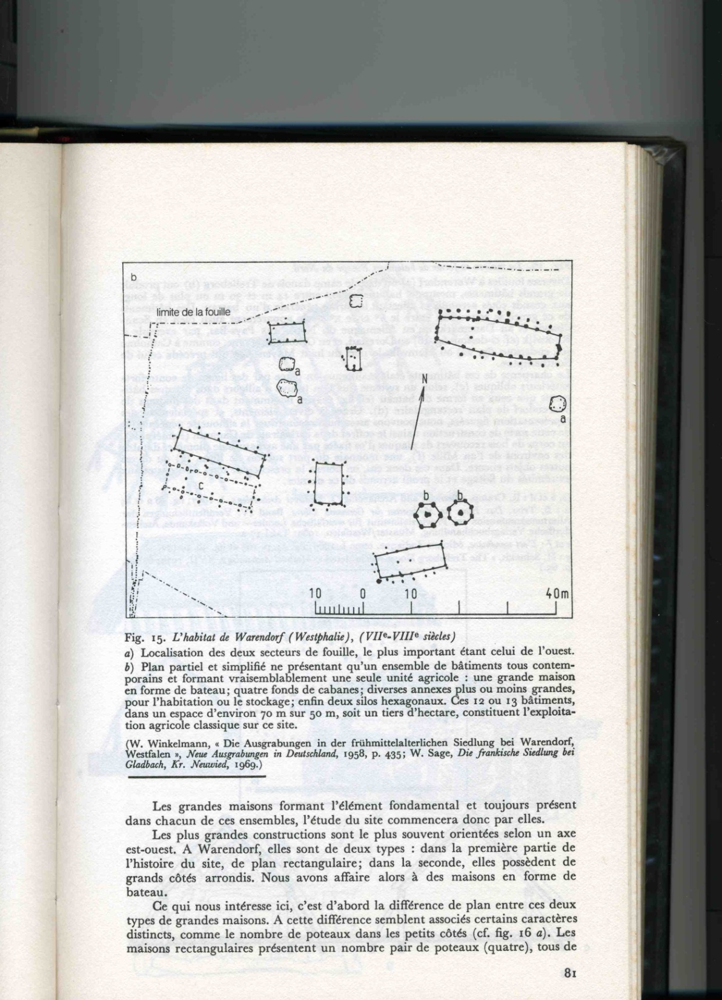 b
limite de la fouille
a
a
N
a
c
b
b
10 0 10 40m
Fig. 15. L'habitat de Warendorf (Westphalie), (VIIe-VIIIe siècles)
a) Localisation des deux secteurs de fouille, le plus important étant celui de l'ouest.
b) Plan partiel et simplifié ne présentant qu'un ensemble de bâtiments tous contem-
porains et formant vraisemblablement une seule unité agricole : une grande maison
en forme de bateau; quatre fonds de cabanes; diverses annexes plus ou moins grandes,
pour l'habitation ou le stockage; enfin deux silos hexagonaux. Ces 12 ou 13 bâtiments,
dans un espace d'environ 70 m sur 50 m, soit un tiers d'hectare, constituent l'exploita-
tion agricole classique sur ce site.
(W. Winkelmann, « Die Ausgrabungen in der frühmittelalterlichen Siedlung bei Warendorf,
Westfalen », Neue Ausgrabungen in Deutschland, 1958, p. 435; W. Sage, Die frankische Siedlung bei
Gladbach, Kr. Neuwied, 1969.)
Les grandes maisons formant l'élément fondamental et toujours présent
dans chacun de ces ensembles, l'étude du site commencera donc par elles.
Les plus grandes constructions sont le plus souvent orientées selon un axe
est-ouest. A Warendorf, elles sont de deux types : dans la première partie de
l'histoire du site, de plan rectangulaire; dans la seconde, elles possèdent de
grands côtés arrondis. Nous avons affaire alors à des maisons en forme de
bateau.
Ce qui nous intéresse ici, c'est d'abord la différence de plan entre ces deux
types de grandes maisons. A cette différence semblent associés certains caractères
distincts, comme le nombre de poteaux dans les petits côtés (cf. fig. 16 a). Les
maisons rectangulaires présentent un nombre pair de poteaux (quatre), tous de
81